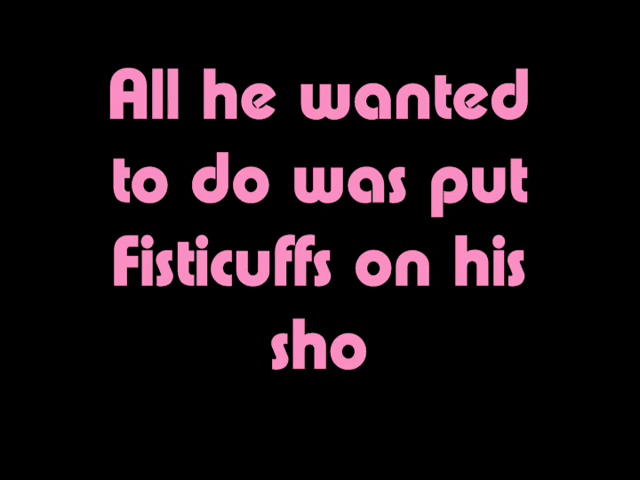 All he wanted
to do was put
Fisticuffs on his
sho